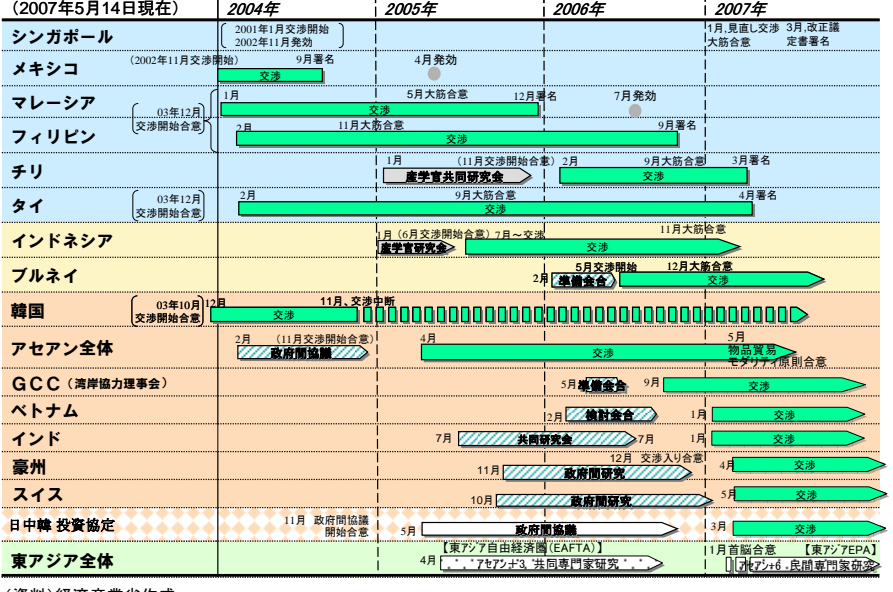 (2007年5月14日現在) 2004年 2005年 2006年 2007年
シンガポール 2001年1月交渉開始 2002年11月発効 1月,見直し交渉大筋合意 3月,改正議定書署名
メキシコ (2002年11月交渉開始) 9月署名 交渉 4月発効
マレーシア 1月 5月大筋合意 12月署名 7月発効 交渉
03年12月交渉開始合意
フィリピン 2月 11月大筋合意 9月署名 交渉
チリ 1月 (11月交渉開始合意) 産学官共同研究会 2月 9月大筋合意 3月署名 交渉
タイ 03年12月交渉開始合意 2月 9月大筋合意 4月署名 交渉
インドネシア 1月 (6月交渉開始合意) 7月~交渉 産学官研究会 11月大筋合意 交渉
ブルネイ 2月 準備会合 5月交渉開始 12月大筋合意 交渉
韓国 03年10月交渉開始合意 12月 11月、交渉中断 交渉
アセアン全体 2月 (11月交渉開始合意) 政府間協議 4月 交渉 5月 物品貿易モダリティ原則合意
GCC (湾岸協力理事会) 5月 準備会合 9月 交渉
ベトナム 2月 検討会合 1月 交渉
インド 7月 共同研究会 7月 1月 交渉
豪州 11月 政府間研究 12月 交渉入り合意 4月 交渉
スイス 10月 政府間研究 5月 交渉
日中韓 投資協定 11月 政府間協議開始合意 5月 政府間協議 3月 交渉
東アジア全体 4月 【東アジア自由経済圏(EAFTA)】 アセアン+3 共同専門家研究 1月首脳合意 【東アジアEPA】 アセアン+6 民間専門家研究
(資料)経済産業省作成